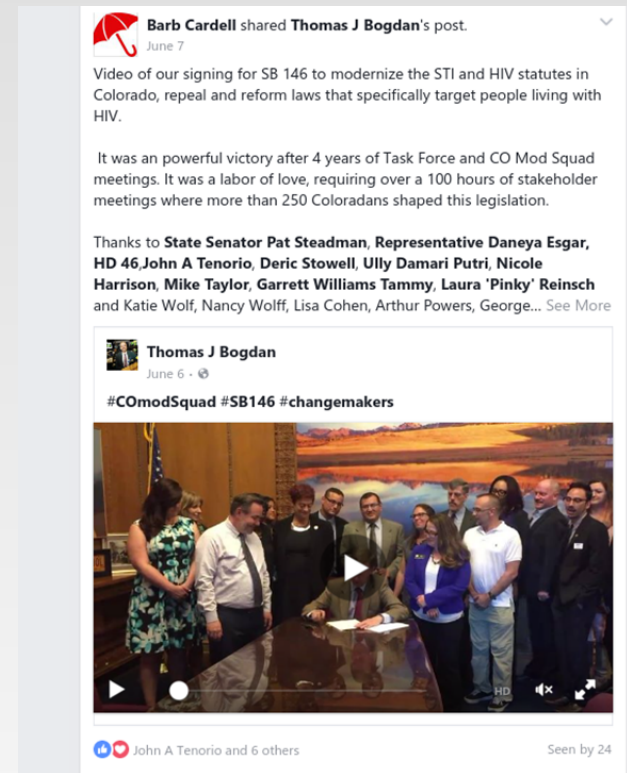 Barb Cardell shared Thomas J Bogdan's post.
June 7
Video of our signing for SB 146 to modernize the STI and HIV statutes in
Colorado, repeal and reform laws that specifically target people living with
HIV.
It was an powerful victory after 4 years of Task Force and CO Mod Squad
meetings. It was a labor of love, requiring over a 100 hours of stakeholder
meetings where more than 250 Coloradans shaped this legislation.
Thanks to State Senator Pat Steadman, Representative Daneya Esgar,
HD 46,John A Tenorio, Deric Stowell, Ully Damari Putri, Nicole
Harrison, Mike Taylor, Garrett Williams Tammy, Laura 'Pinky' Reinsch
and Katie Wolf, Nancy Wolff, Lisa Cohen, Arthur Powers, George... See More
Thomas J Bogdan
June 6 ·
#COmodSquad #SB146 #changemakers
HD
John A Tenorio and 6 others
Seen by 24